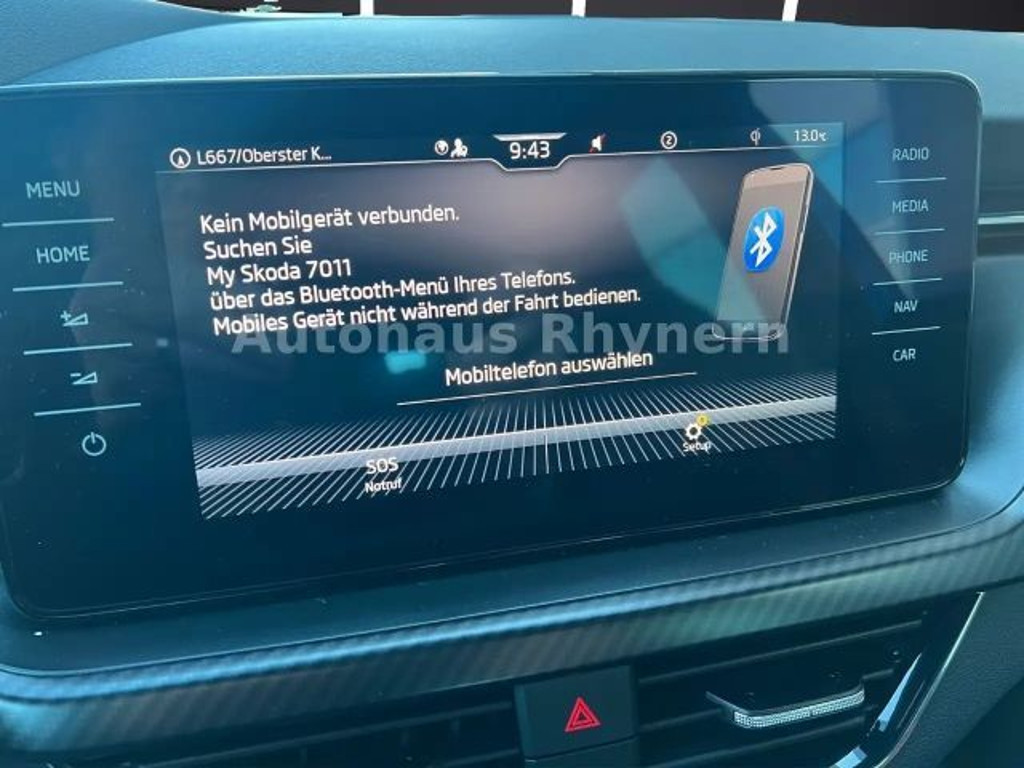 L667/Oberster K...
9:43
2
13.0°C
MENU
HOME
RADIO
MEDIA
PHONE
NAV
CAR
Kein Mobilgerät verbunden.
Suchen Sie
My Skoda 7011
über das Bluetooth-Menü Ihres Telefons.
Mobiles Gerät nicht während der Fahrt bedienen.
Autohaus Rhynern
Mobiltelefon auswählen
SOS
Notruf
Setup